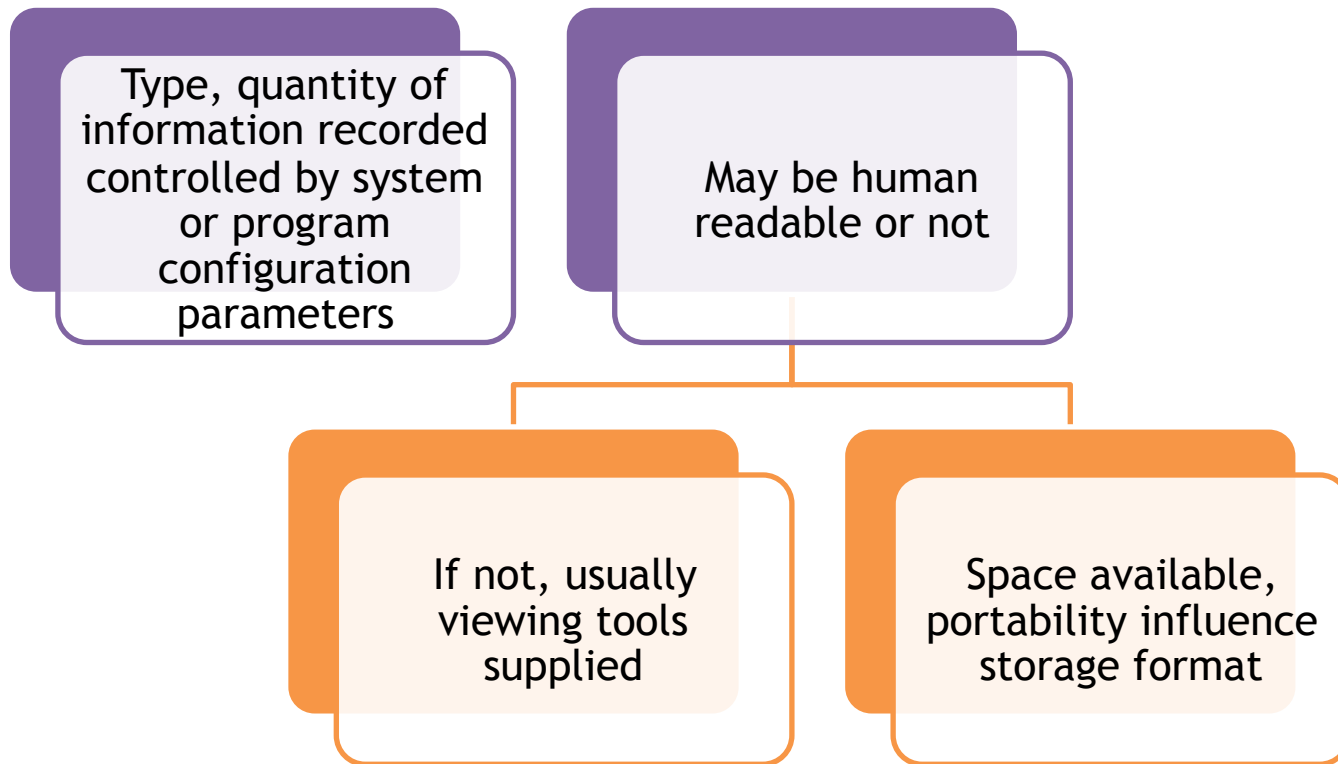 Type, quantity of
information recorded
controlled by system
or program
configuration
parameters
May be human
readable or not
If not, usually
viewing tools
supplied
Space available,
portability influence
storage format